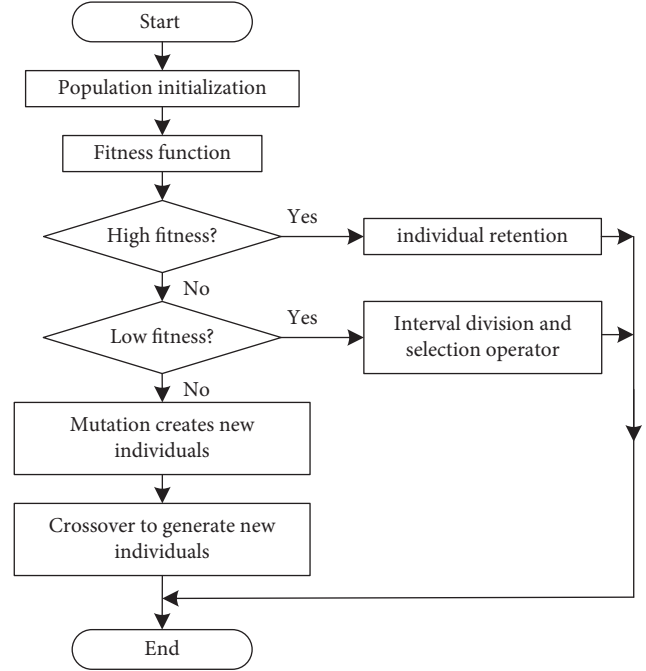 Start
Population initialization
Fitness function
High fitness?
Yes
individual retention
No
Low fitness?
Yes
Interval division and
selection operator
No
Mutation creates new
individuals
Crossover to generate new
individuals
End